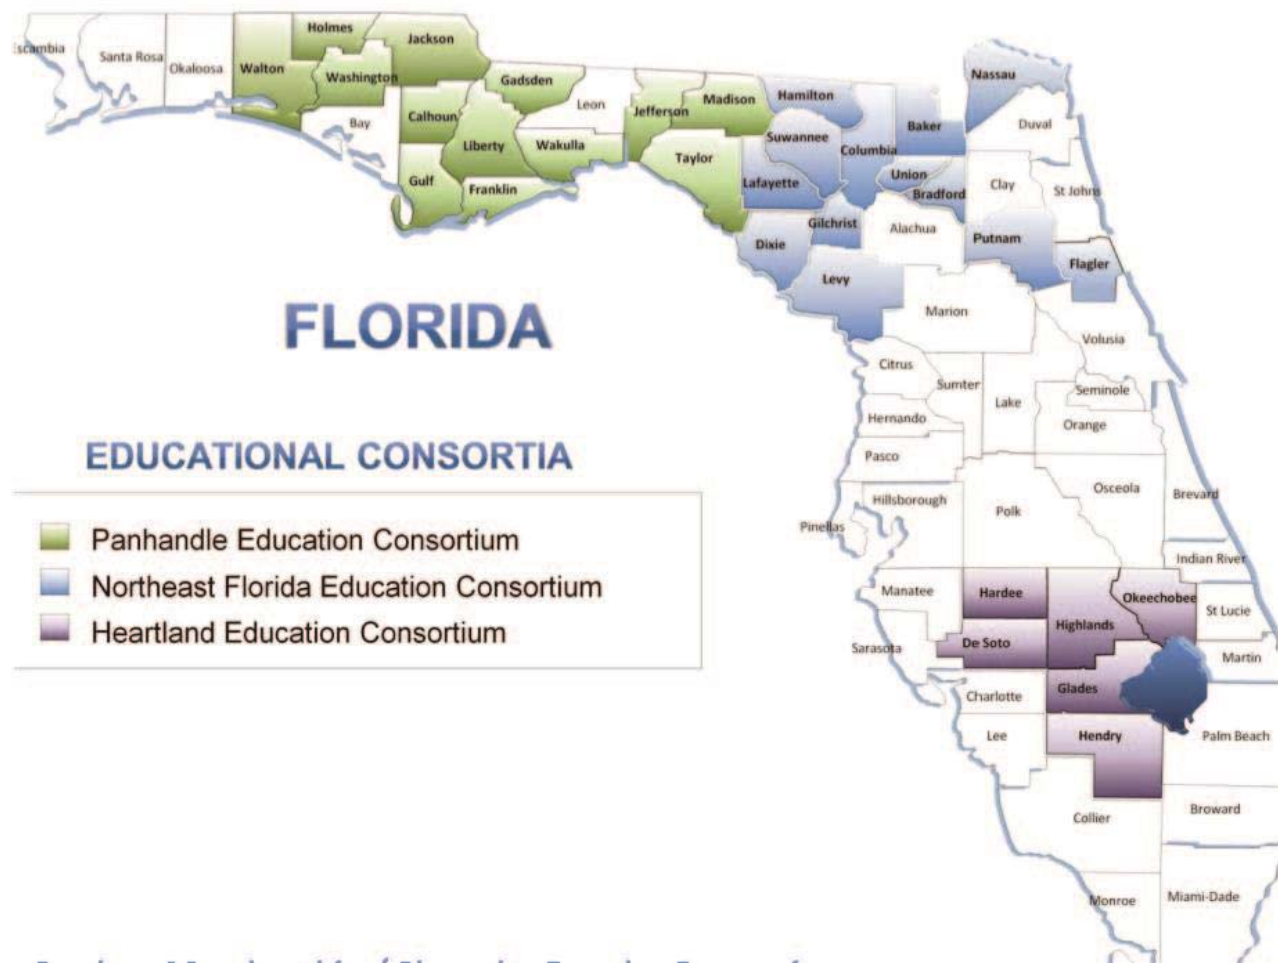 Holmes
Jackson
Escambia
Santa Rosa
Okaloosa
Walton
Washington
Gadsden
Nassau
Leon
Calhoun
Bay
Jefferson
Madison
Hamilton
Baker
Duval
Liberty
Wakulla
Suwannee
Columbia
Taylor
Gulf
Franklin
Lafayette
Union
Bradford
Clay
St Johns
Gilchrist
Alachua
Putnam
Dixie
Flagler
Levy
FLORIDA
Marion
Volusia
Citrus
Sumter
Seminole
Lake
Hernando
Orange
EDUCATIONAL CONSORTIA
Pasco
Osceola
Brevard
Hillsborough
Polk
Pinellas
Panhandle Education Consortium
Indian River
Northeast Florida Education Consortium
Manatee
Hardee
Okeechobee
St Lucie
Heartland Education Consortium
Highlands
Sarasota
De Soto
Martin
Charlotte
Glades
Lee
Hendry
Palm Beach
Collier
Broward
Monroe
Miami-Dade